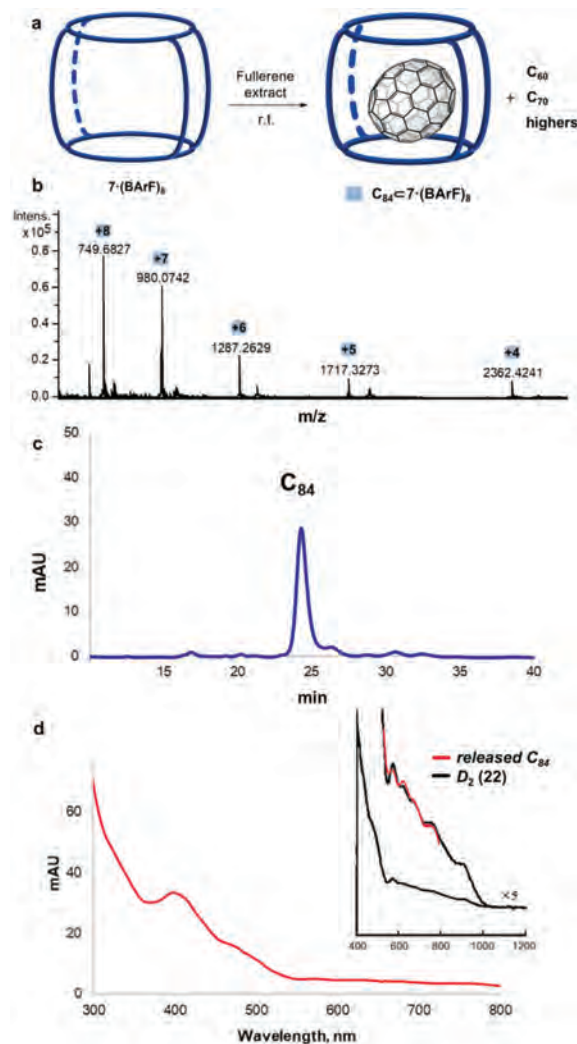 a
Fullerene
extract
r.f.
C60
+ C70
highers
7·(BArF)8
C84⊂7·(BArF)8
b
Intens.
x10^5
0.8
0.6
0.4
0.2
0.0
+8
749.6827
+7
980.0742
+6
1287.2629
+5
1717.3273
+4
2362.4241
m/z
c
50
40
30
20
10
0
mAU
C84
15 20 25 30 35 40
min
d
60
40
20
0
mAU
released C84
D2 (22)
×5
400 600 800 1000 1200
300 400 500 600 700 800
Wavelength, nm